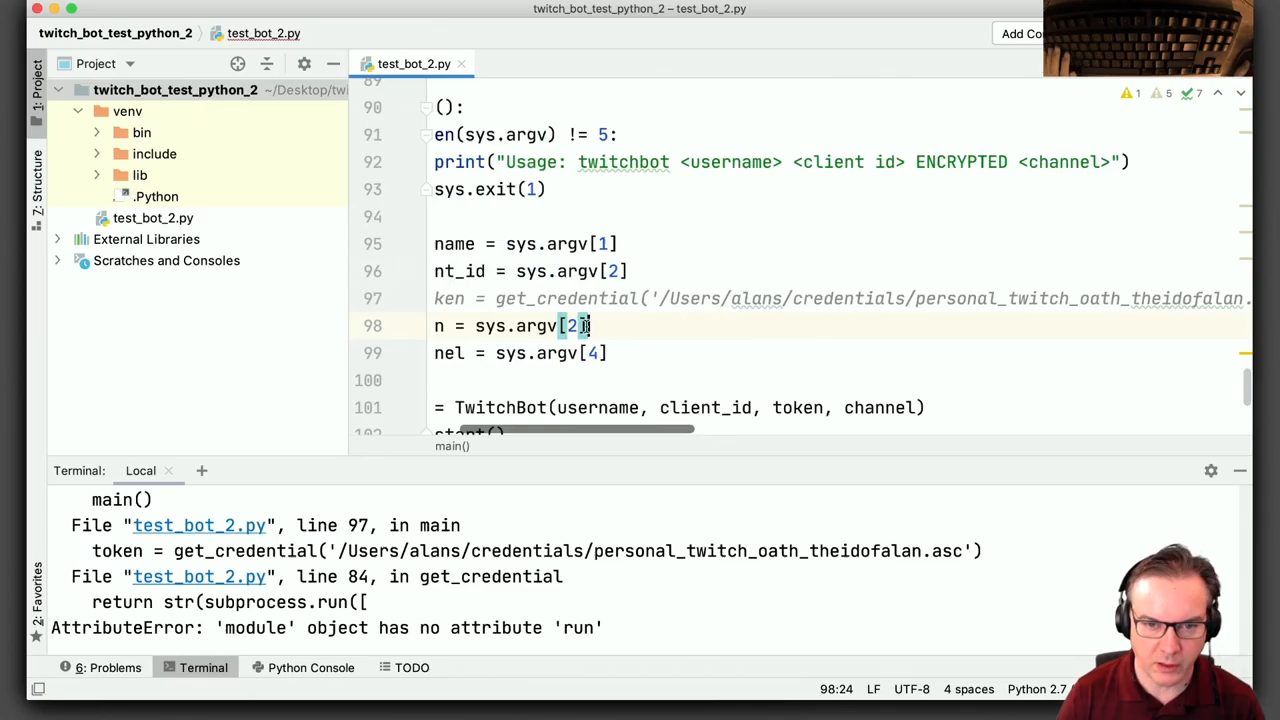 twitch_bot_test_python_2 – test_bot_2.py
twitch_bot_test_python_2
test_bot_2.py
Add Co
1: Project
Z: Structure
2: Favorites
Project
test_bot_2.py
twitch_bot_test_python_2 ~/Desktop/twi
venv
bin
include
lib
.Python
test_bot_2.py
External Libraries
Scratches and Consoles
1 5 7
89
90 ():
91 en(sys.argv) != 5:
92 print("Usage: twitchbot <username> <client id> ENCRYPTED <channel>")
93 sys.exit(1)
94
95 name = sys.argv[1]
96 nt_id = sys.argv[2]
97 ken = get_credential('/Users/alans/credentials/personal_twitch_oath_theidofalan.
98 n = sys.argv[2]
99 nel = sys.argv[4]
100
101 = TwitchBot(username, client_id, token, channel)
102 start()
main()
Terminal: Local
main()
File "test_bot_2.py", line 97, in main
token = get_credential('/Users/alans/credentials/personal_twitch_oath_theidofalan.asc')
File "test_bot_2.py", line 84, in get_credential
return str(subprocess.run([
AttributeError: 'module' object has no attribute 'run'
6: Problems
Terminal
Python Console
TODO
98:24 LF UTF-8 4 spaces Python 2.7